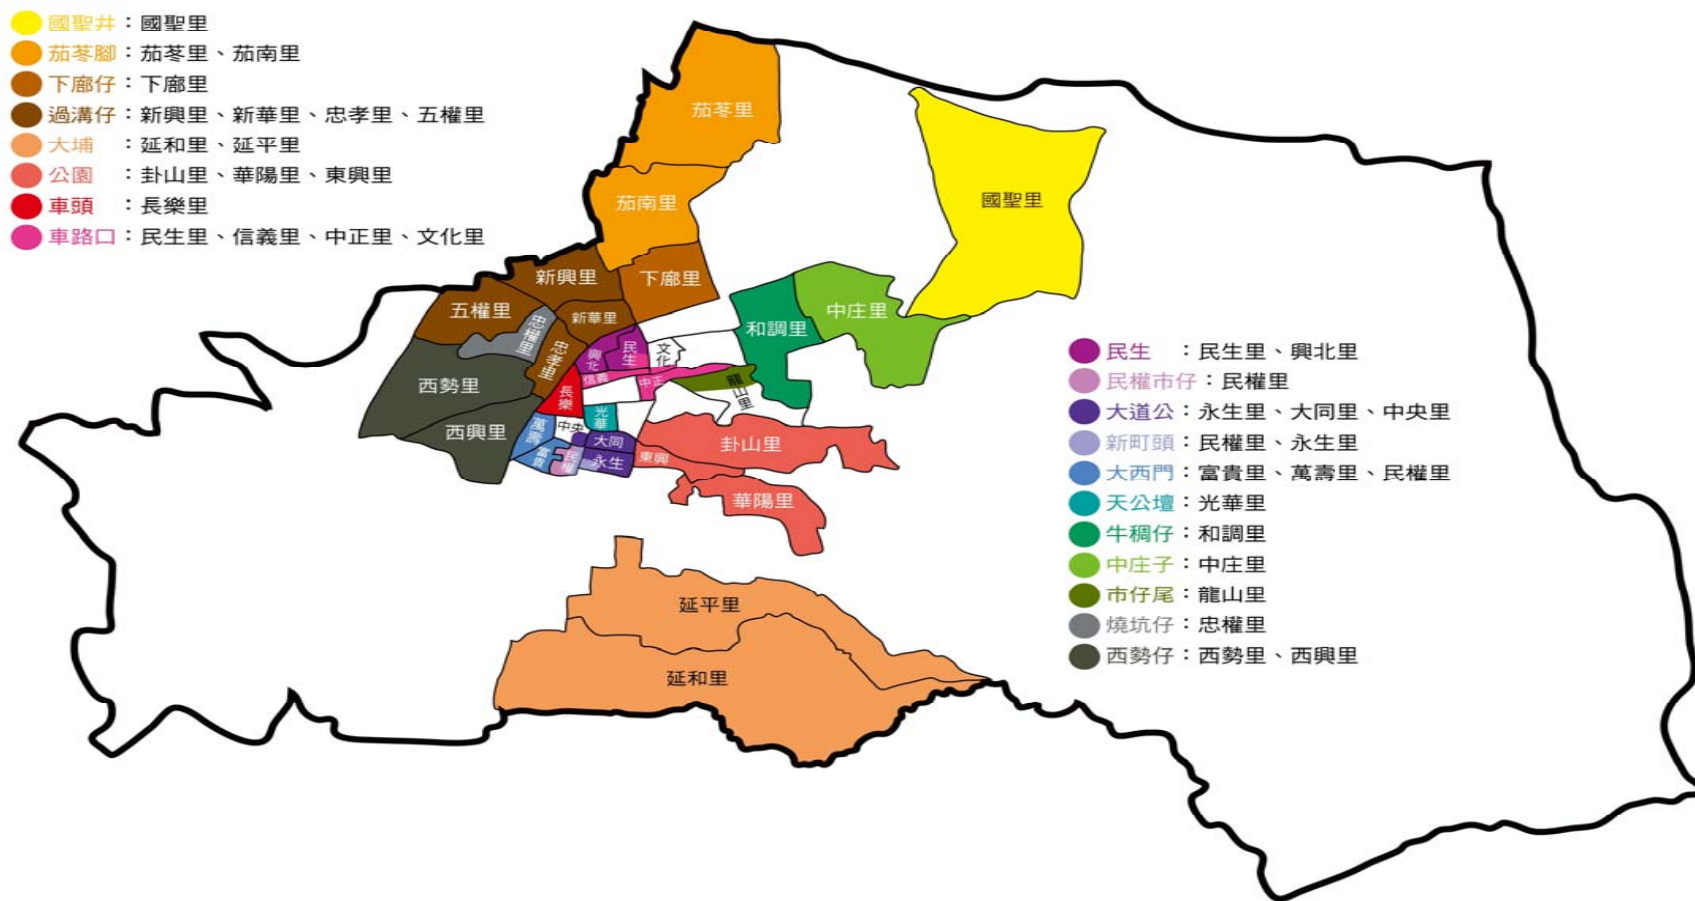 國聖井：國聖里
茄苳腳：茄苳里、茄南里
下廍仔：下廍里
過溝仔：新興里、新華里、忠孝里、五權里
大埔　：延和里、延平里
公園　：卦山里、華陽里、東興里
車頭　：長樂里
車路口：民生里、信義里、中正里、文化里
茄苳里
茄南里
國聖里
新興里
下廍里
五權里
忠權里
新華里
和調里
中庄里
忠孝里
興北
民生
文化
西勢里
信義
中正
龍山里
長樂
光華
西興里
萬壽
中央
大同
卦山里
富貴
民權
永生
東興
華陽里
延平里
延和里
民生　：民生里、興北里
民權市仔：民權里
大道公：永生里、大同里、中央里
新町頭：民權里、永生里
大西門：富貴里、萬壽里、民權里
天公壇：光華里
牛稠仔：和調里
中庄子：中庄里
市仔尾：龍山里
燒坑仔：忠權里
西勢仔：西勢里、西興里